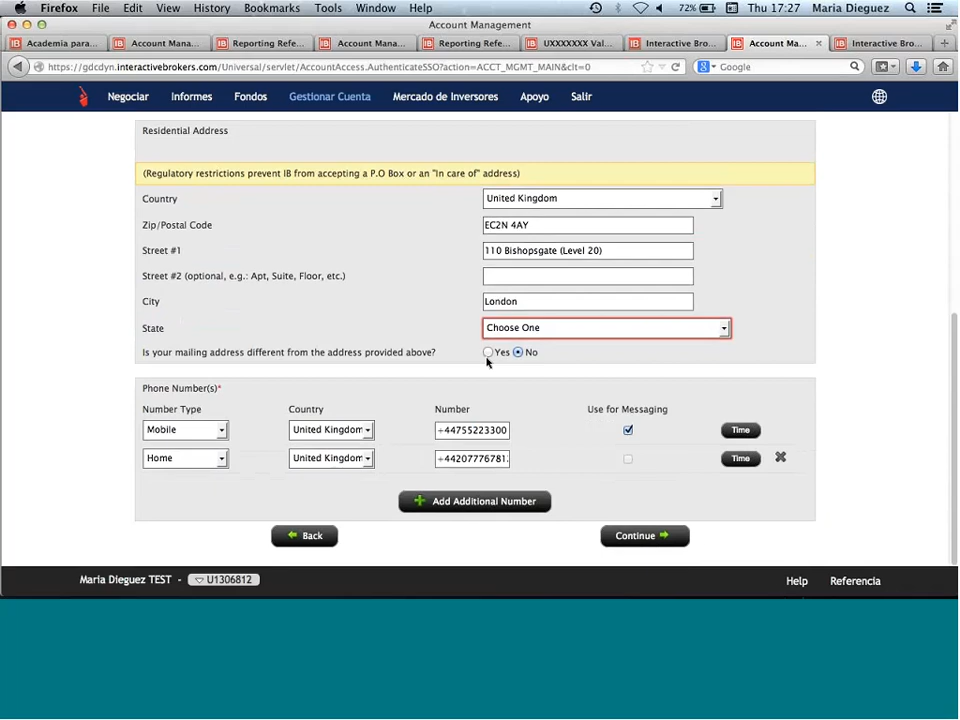 Firefox File Edit View History Bookmarks Tools Window Help 72% Thu 17:27 Maria Dieguez
Account Management
Academia para... Account Mana... Reporting Refe... Account Mana... Reporting Refe... UXXXXXXX Val... Interactive Bro... Account Ma... Interactive Bro...
https://gdcdyn.interactivebrokers.com/Universal/servlet/AccountAccess.AuthenticateSSO?action=ACCT_MGMT_MAIN&clt=0 Google
Negociar Informes Fondos Gestionar Cuenta Mercado de Inversores Apoyo Salir
Residential Address
(Regulatory restrictions prevent IB from accepting a P.O Box or an "In care of" address)
Country United Kingdom
Zip/Postal Code EC2N 4AY
Street #1 110 Bishopsgate (Level 20)
Street #2 (optional, e.g.: Apt, Suite, Floor, etc.)
City London
State Choose One
Is your mailing address different from the address provided above? Yes No
Phone Number(s)*
Number Type Country Number Use for Messaging
Mobile United Kingdom +44755223300 Time
Home United Kingdom +44207776781. Time
Add Additional Number
Back Continue
Maria Dieguez TEST - U1306812 Help Referencia